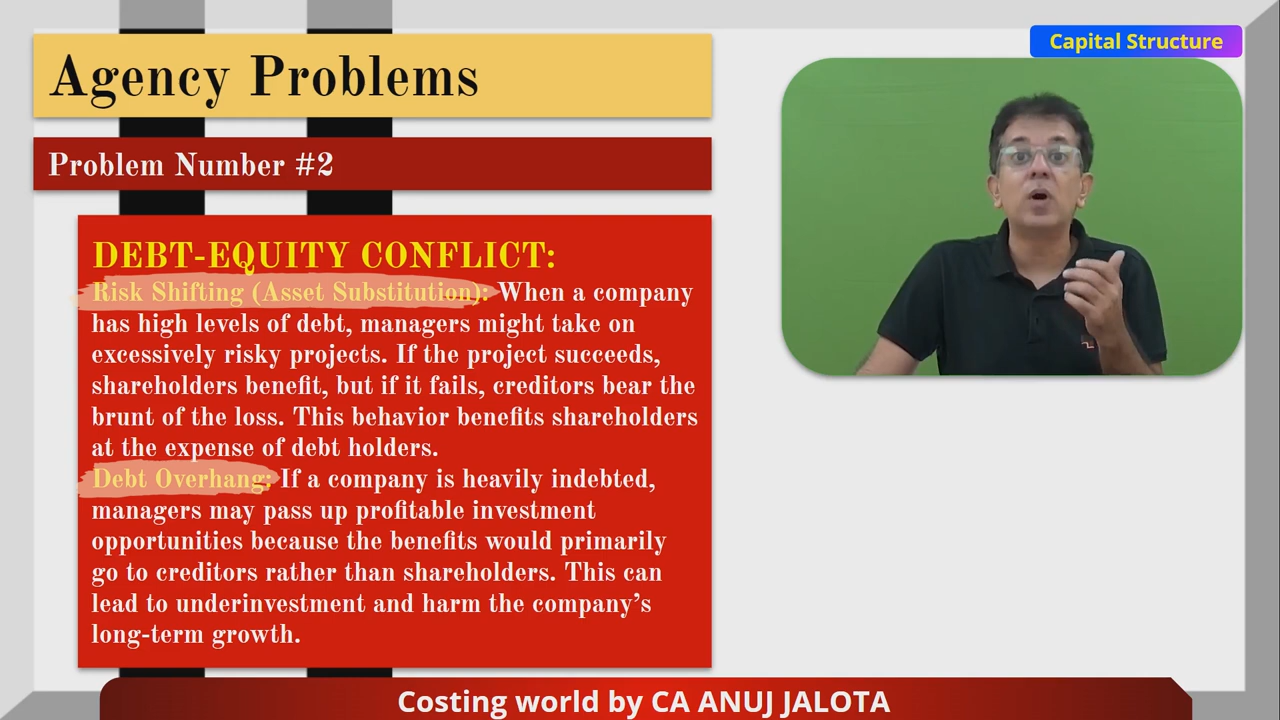 Capital Structure
Agency Problems
Problem Number #2
DEBT-EQUITY CONFLICT:
Risk Shifting (Asset Substitution): When a company
has high levels of debt, managers might take on
excessively risky projects. If the project succeeds,
shareholders benefit, but if it fails, creditors bear the
brunt of the loss. This behavior benefits shareholders
at the expense of debt holders.
Debt Overhang: If a company is heavily indebted,
managers may pass up profitable investment
opportunities because the benefits would primarily
go to creditors rather than shareholders. This can
lead to underinvestment and harm the company’s
long-term growth.
Costing world by CA ANUJ JALOTA